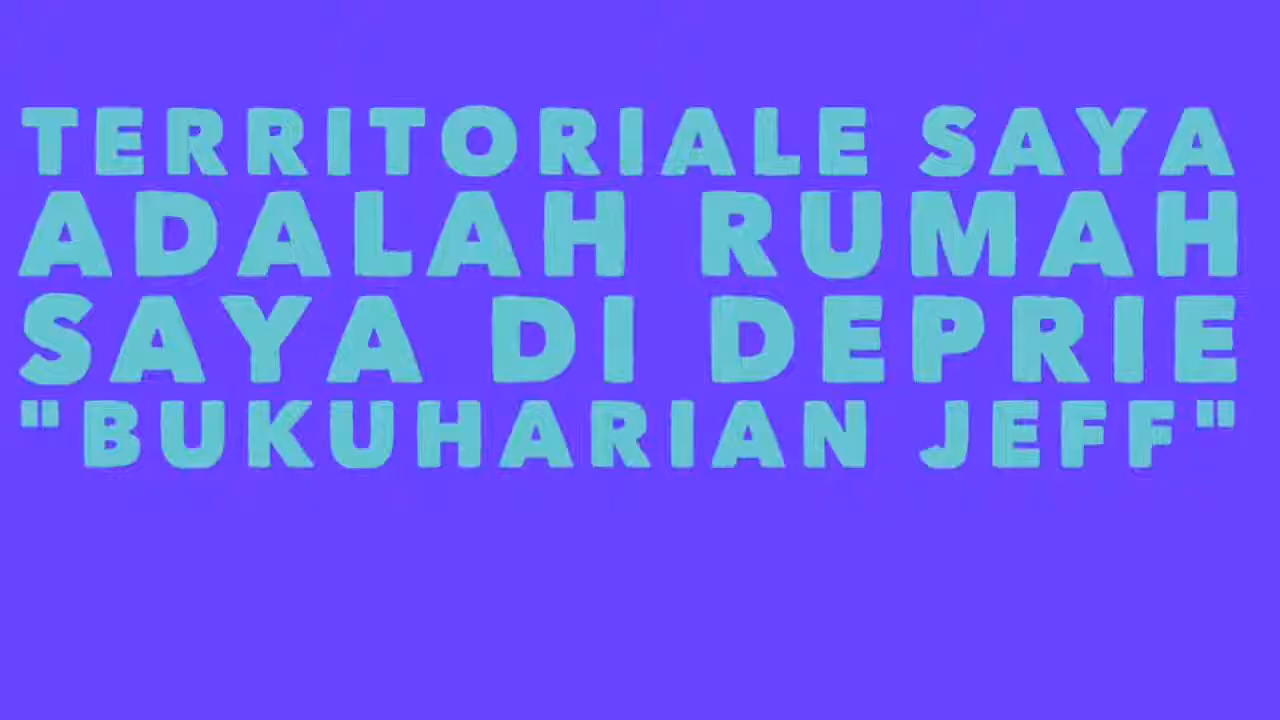 TERRITORIALE SAYA
ADALAH RUMAH
SAYA DI DEPRIE
"BUKUHARIAN JEFF"